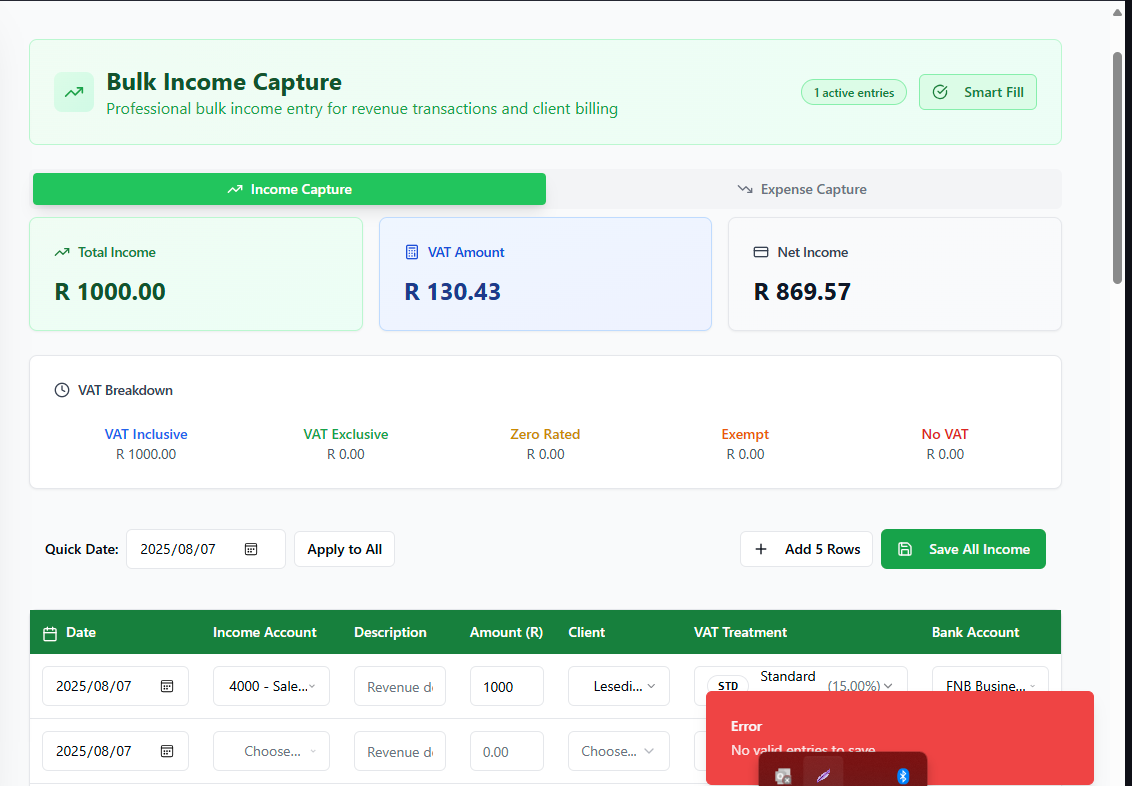 Bulk Income Capture
Professional bulk income entry for revenue transactions and client billing
1 active entries
Smart Fill
Income Capture
Expense Capture
Total Income
R 1000.00
VAT Amount
R 130.43
Net Income
R 869.57
VAT Breakdown
VAT Inclusive
R 1000.00
VAT Exclusive
R 0.00
Zero Rated
R 0.00
Exempt
R 0.00
No VAT
R 0.00
Quick Date:
2025/08/07
Apply to All
Add 5 Rows
Save All Income
Date
Income Account
Description
Amount (R)
Client
VAT Treatment
Bank Account
2025/08/07
4000 - Sale...
Revenue d
1000
Lesedi...
STD
Standard
(15.00%)
FNB Busine...
2025/08/07
Choose...
Revenue d
0.00
Choose...
Error
No valid entries to save